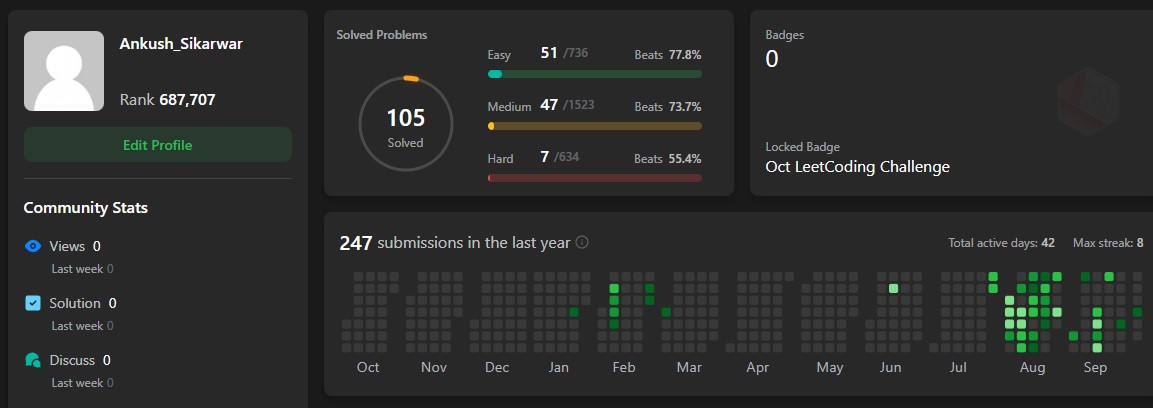 Ankush_Sikarwar
Rank 687,707
Edit Profile
Community Stats
Views 0
Last week 0
Solution 0
Last week 0
Discuss 0
Last week 0
Solved Problems
105
Solved
Easy 51 /736 Beats 77.8%
Medium 47 /1523 Beats 73.7%
Hard 7 /634 Beats 55.4%
Badges
0
Locked Badge
Oct LeetCoding Challenge
247 submissions in the last year
Total active days: 42 Max streak: 8
Oct Nov Dec Jan Feb Mar Apr May Jun Jul Aug Sep